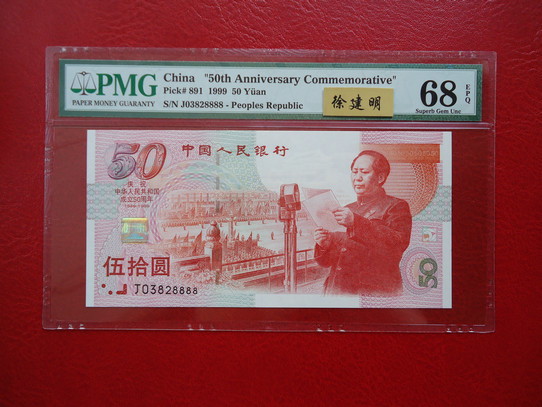 PMG
PAPER MONEY GUARANTY
China "50th Anniversary Commemorative"
Pick# 891 1999 50 Yüan
S/N J03828888 - Peoples Republic
徐建明
68
EPQ
Superb Gem Unc
50
中国人民银行
庆祝
中华人民共和国
成立50周年
1949-1999
伍拾圆
J03828888
50